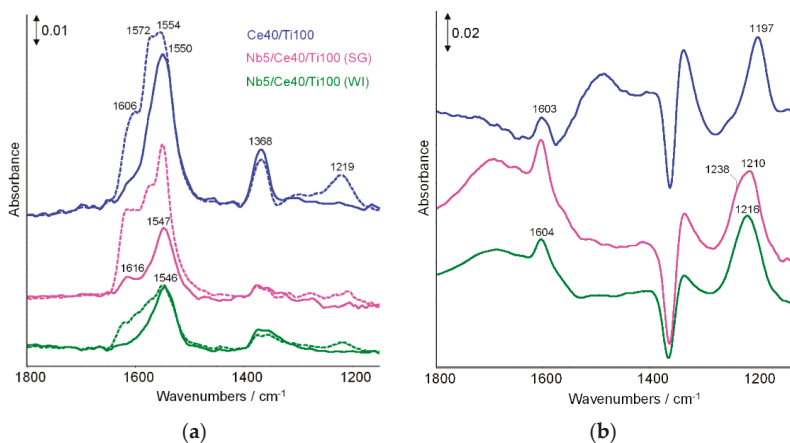 0.01
1572
1554
1550
1606
1368
1219
1616
1547
1546
Ce40/Ti100
Nb5/Ce40/Ti100 (SG)
Nb5/Ce40/Ti100 (WI)
Absorbance
1800
1600
1400
1200
Wavenumbers / cm⁻¹
(a)
0.02
1197
1603
1238
1210
1216
1604
Absorbance
1800
1600
1400
1200
Wavenumbers / cm⁻¹
(b)